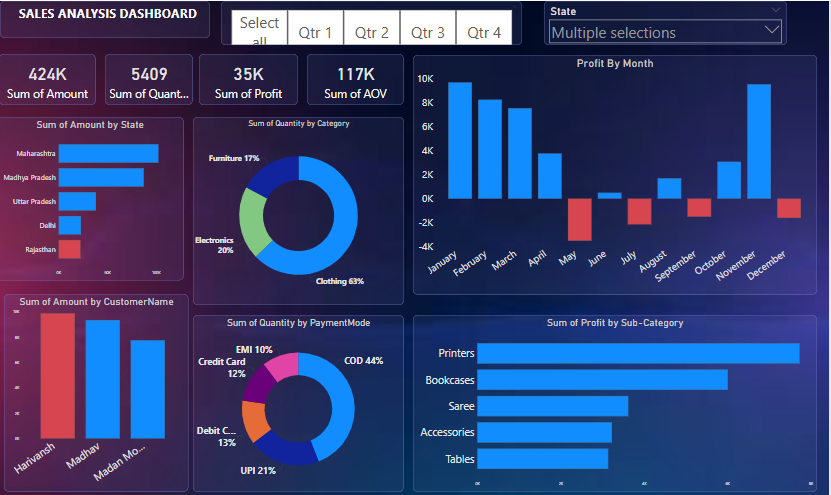 SALES ANALYSIS DASHBOARD
Select all
Qtr 1
Qtr 2
Qtr 3
Qtr 4
State
Multiple selections
424K
Sum of Amount
5409
Sum of Quant...
35K
Sum of Profit
117K
Sum of AOV
Profit By Month
10K
8K
6K
4K
2K
0K
-2K
-4K
January
February
March
April
May
June
July
August
September
October
November
December
Sum of Amount by State
Maharashtra
Madhya Pradesh
Uttar Pradesh
Delhi
Rajasthan
0K
50K
100K
Sum of Quantity by Category
Furniture 17%
Electronics
20%
Clothing 63%
Sum of Amount by CustomerName
Harivansh
Madhav
Madan Mo...
Sum of Quantity by PaymentMode
EMI 10%
Credit Card
12%
Debit C...
13%
UPI 21%
COD 44%
Sum of Profit by Sub-Category
Printers
Bookcases
Saree
Accessories
Tables